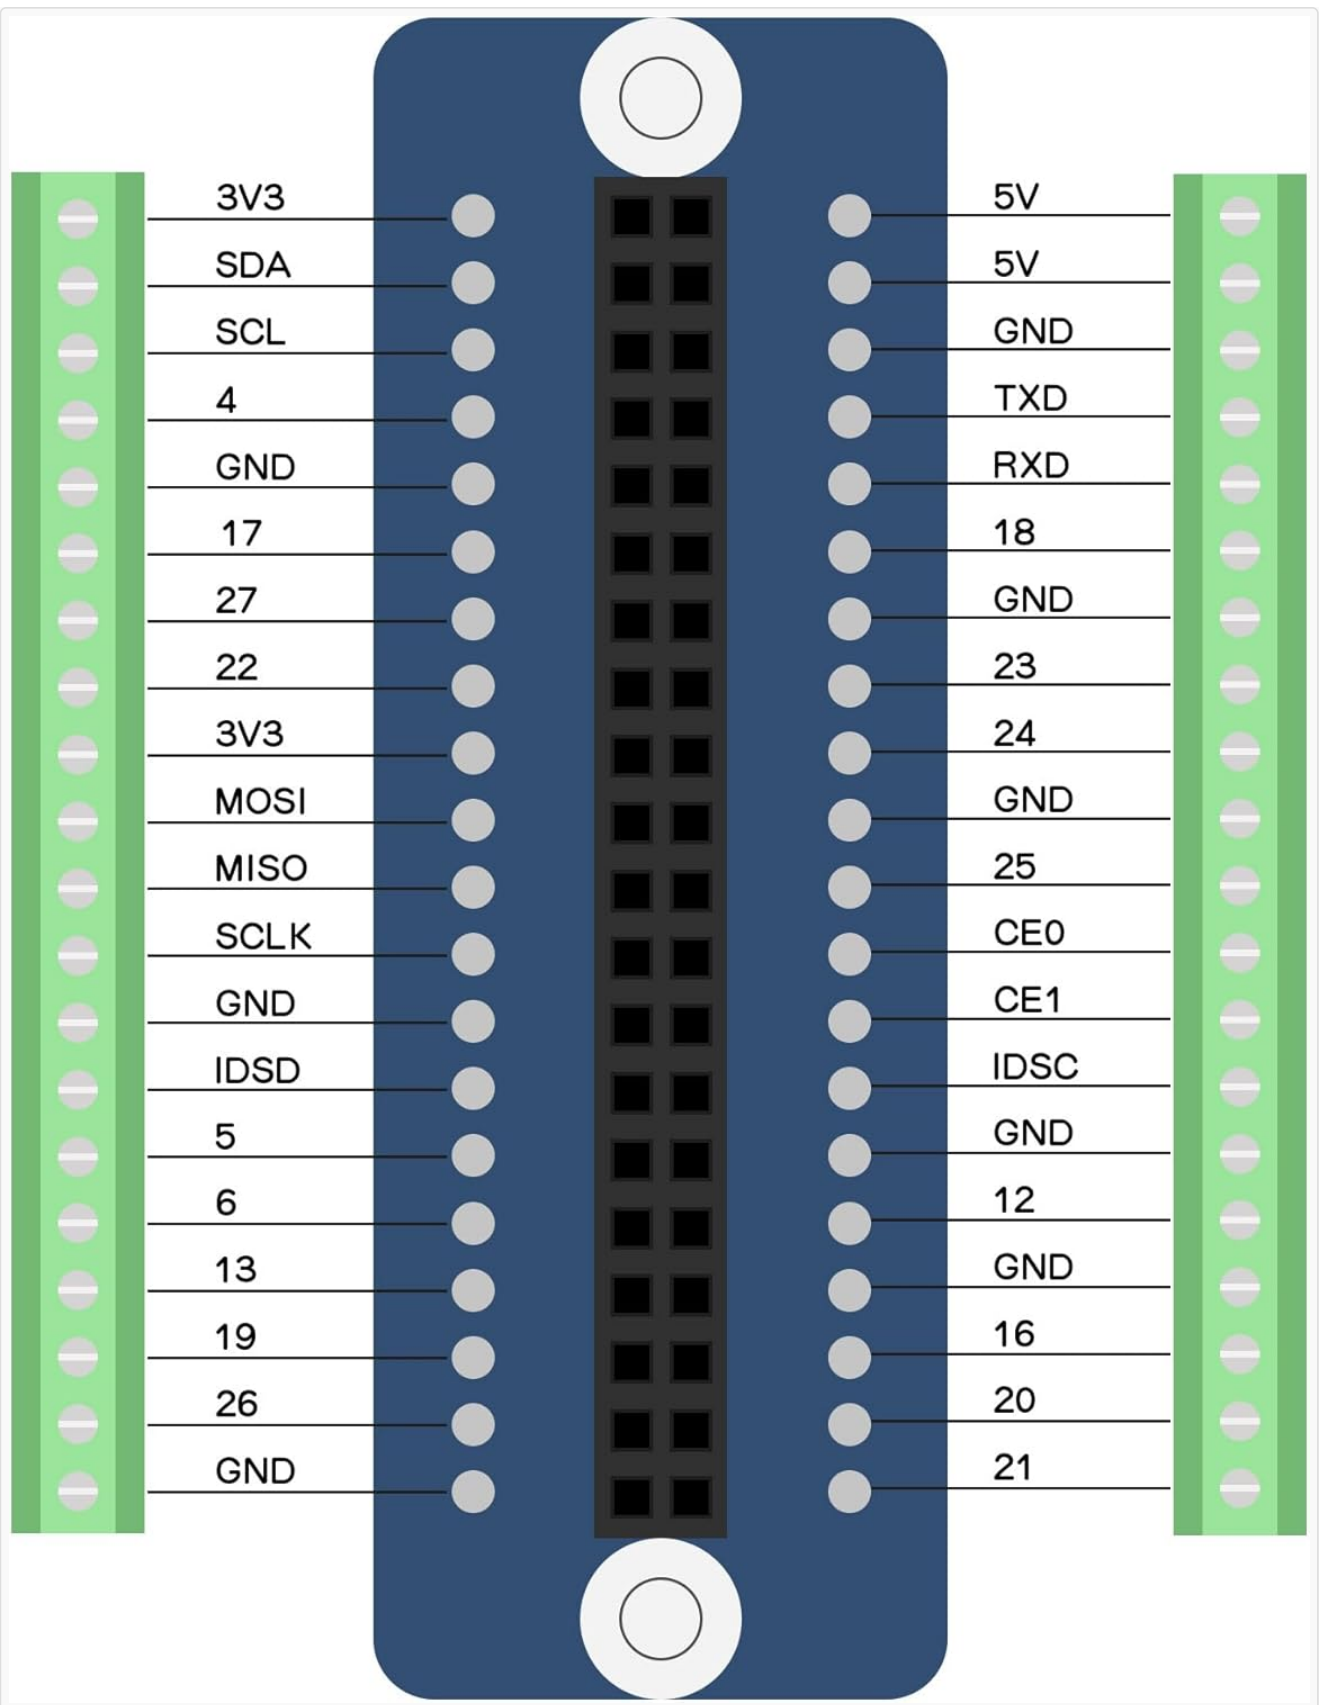 3V3 5V
SDA 5V
SCL GND
4 TXD
GND RXD
17 18
27 GND
22 23
3V3 24
MOSI GND
MISO 25
SCLK CE0
GND CE1
IDSD IDSC
5 GND
6 12
13 GND
19 16
26 20
GND 21